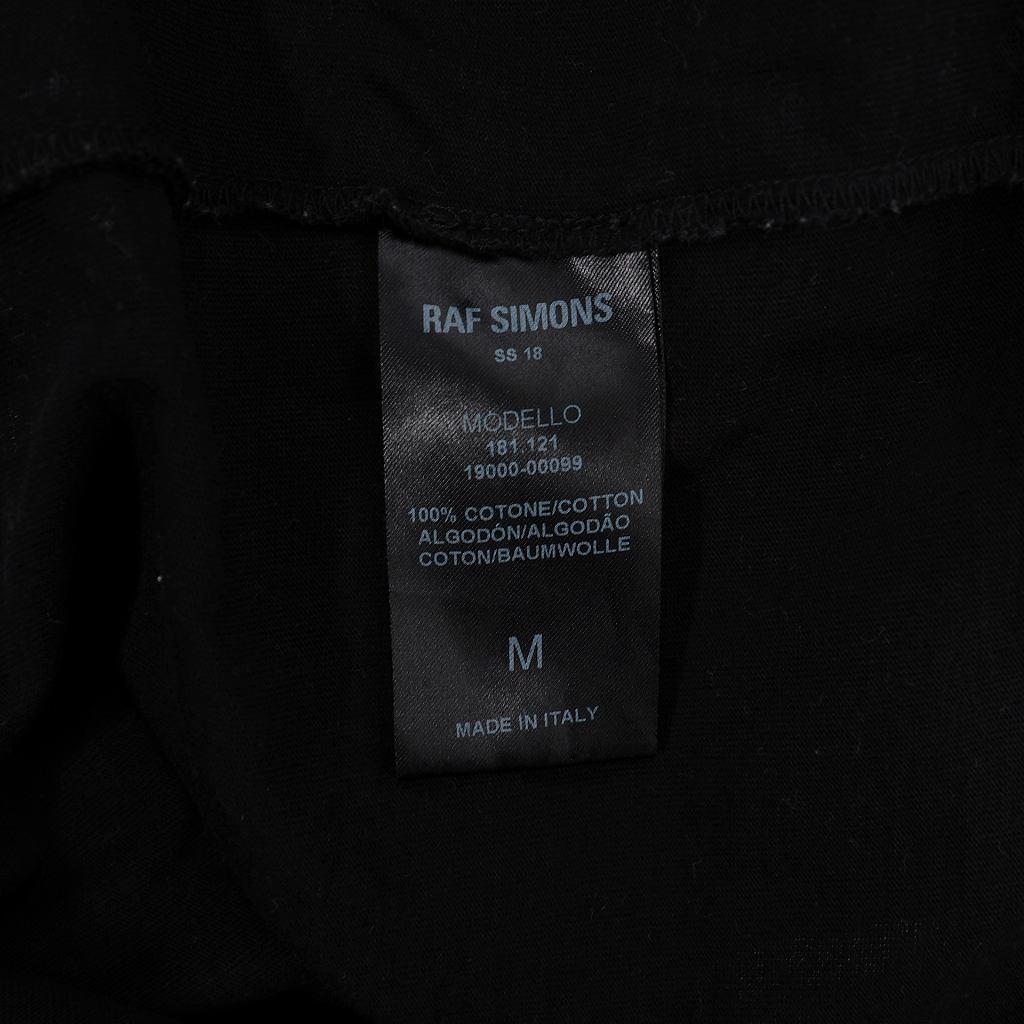 RAF SIMONS
SS 18
MODELLO
181.121
19000-00099
100% COTONE/COTTON
ALGODÓN/ALGODÃO
COTON/BAUMWOLLE
M
MADE IN ITALY